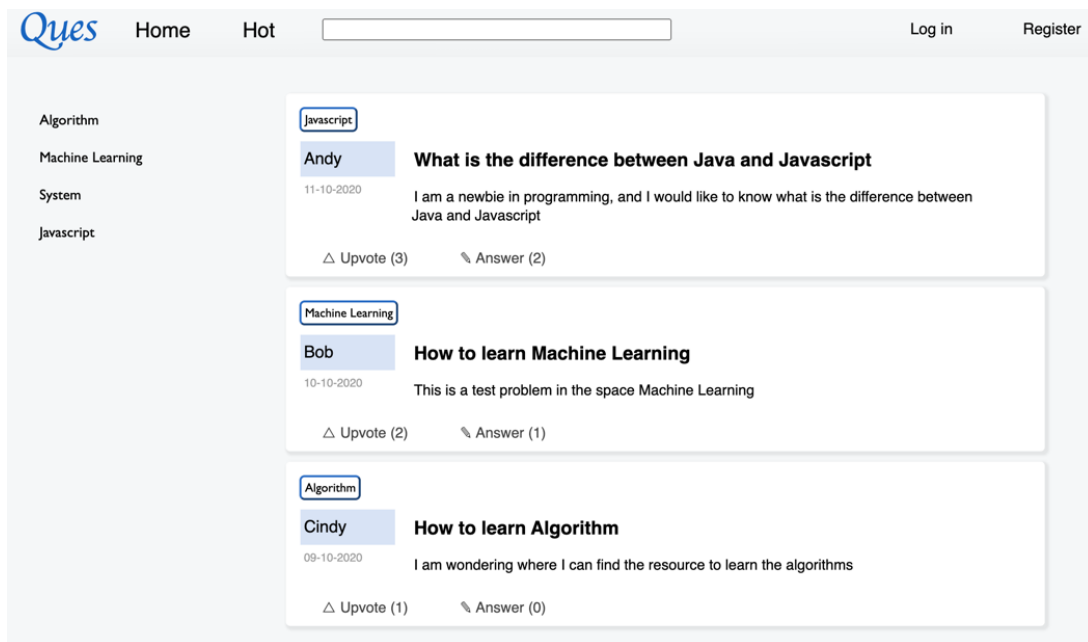 Ques Home Hot Log in Register
Algorithm
Machine Learning
System
Javascript
Javascript
Andy
11-10-2020
What is the difference between Java and Javascript
I am a newbie in programming, and I would like to know what is the difference between
Java and Javascript
△ Upvote (3) ✎ Answer (2)
Machine Learning
Bob
10-10-2020
How to learn Machine Learning
This is a test problem in the space Machine Learning
△ Upvote (2) ✎ Answer (1)
Algorithm
Cindy
09-10-2020
How to learn Algorithm
I am wondering where I can find the resource to learn the algorithms
△ Upvote (1) ✎ Answer (0)